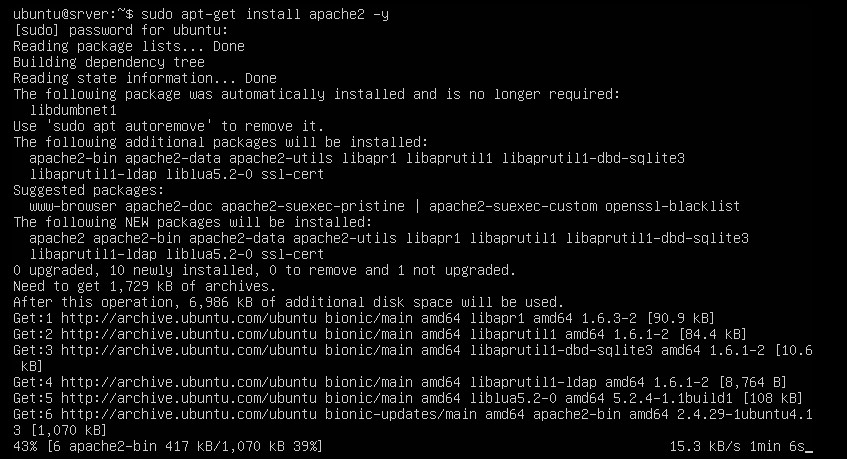 ubuntu@srver:~$ sudo apt-get install apache2 -y
[sudo] password for ubuntu:
Reading package lists... Done
Building dependency tree
Reading state information... Done
The following package was automatically installed and is no longer required:
  libdumbnet1
Use 'sudo apt autoremove' to remove it.
The following additional packages will be installed:
  apache2-bin apache2-data apache2-utils libapr1 libaprutil1 libaprutil1-dbd-sqlite3
  libaprutil1-ldap liblua5.2-0 ssl-cert
Suggested packages:
  www-browser apache2-doc apache2-suexec-pristine | apache2-suexec-custom openssl-blacklist
The following NEW packages will be installed:
  apache2 apache2-bin apache2-data apache2-utils libapr1 libaprutil1 libaprutil1-dbd-sqlite3
  libaprutil1-ldap liblua5.2-0 ssl-cert
0 upgraded, 10 newly installed, 0 to remove and 1 not upgraded.
Need to get 1,729 kB of archives.
After this operation, 6,986 kB of additional disk space will be used.
Get:1 http://archive.ubuntu.com/ubuntu bionic/main amd64 libapr1 amd64 1.6.3-2 [90.9 kB]
Get:2 http://archive.ubuntu.com/ubuntu bionic/main amd64 libaprutil1 amd64 1.6.1-2 [84.4 kB]
Get:3 http://archive.ubuntu.com/ubuntu bionic/main amd64 libaprutil1-dbd-sqlite3 amd64 1.6.1-2 [10.6
 kB]
Get:4 http://archive.ubuntu.com/ubuntu bionic/main amd64 libaprutil1-ldap amd64 1.6.1-2 [8,764 B]
Get:5 http://archive.ubuntu.com/ubuntu bionic/main amd64 liblua5.2-0 amd64 5.2.4-1.1build1 [108 kB]
Get:6 http://archive.ubuntu.com/ubuntu bionic-updates/main amd64 apache2-bin amd64 2.4.29-1ubuntu4.1
3 [1,070 kB]
43% [6 apache2-bin 417 kB/1,070 kB 39%] 15.3 kB/s 1min 6s_